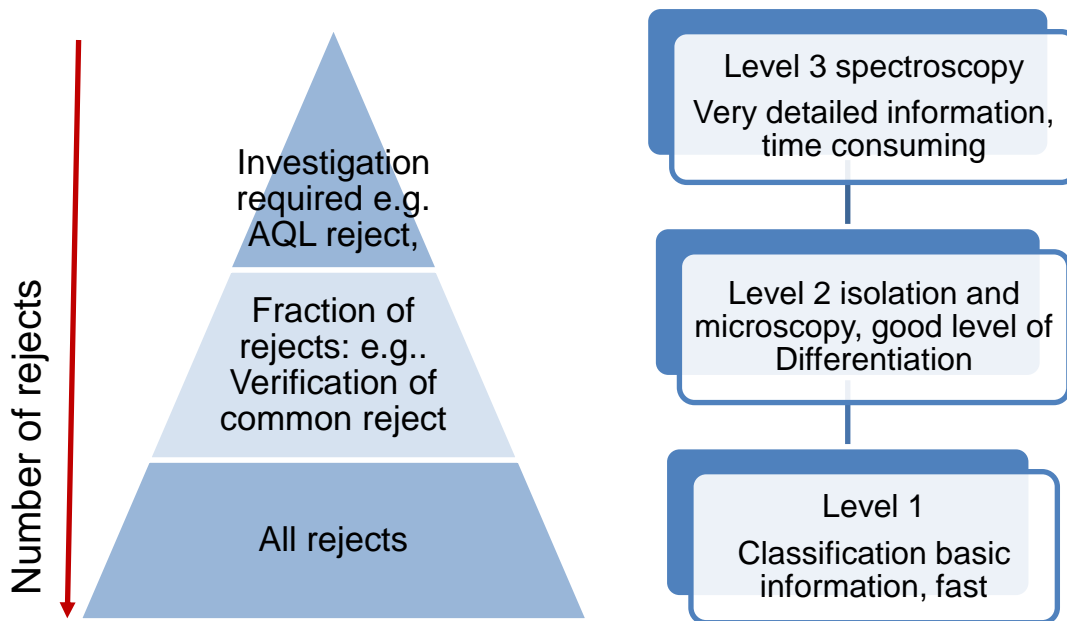 Number of rejects
Investigation
required e.g.
AQL reject,
Fraction of
rejects: e.g..
Verification of
common reject
All rejects
Level 3 spectroscopy
Very detailed information,
time consuming
Level 2 isolation and
microscopy, good level of
Differentiation
Level 1
Classification basic
information, fast